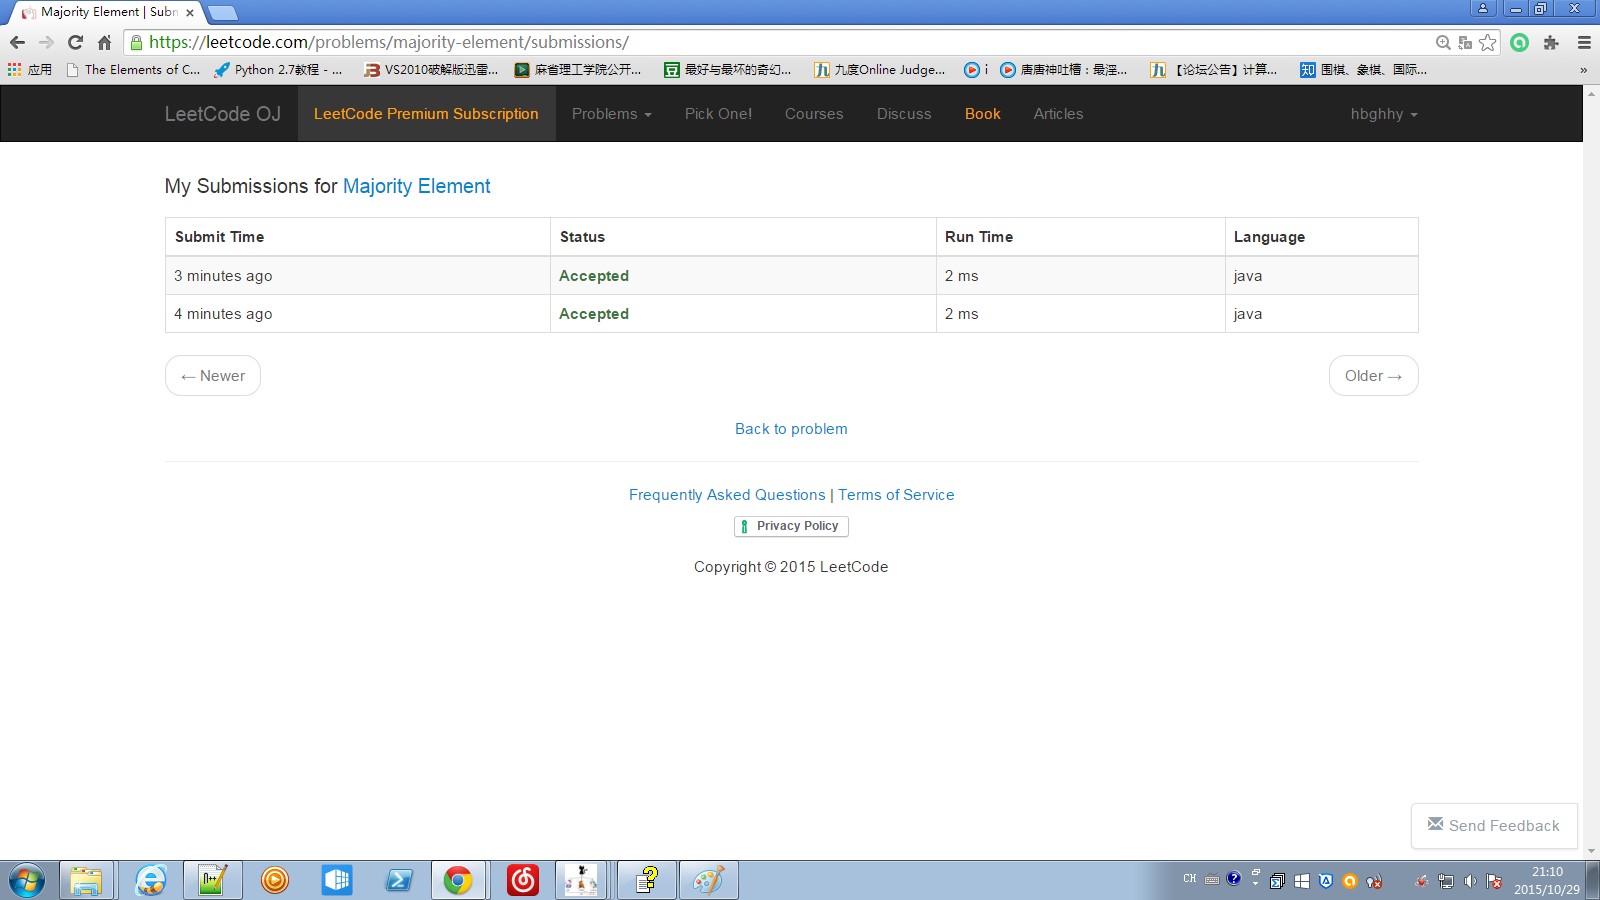 Majority Element | Subn
https://leetcode.com/problems/majority-element/submissions/
应用 The Elements of C... Python 2.7教程 - ... VS2010破解版迅雷... 麻省理工学院公开... 最好与最坏的奇幻... 九度Online Judge... i 唐唐神吐槽：最淫... 【论坛公告】计算... 围棋、象棋、国际... »
LeetCode OJ LeetCode Premium Subscription Problems Pick One! Courses Discuss Book Articles hbghhy
My Submissions for Majority Element
Submit Time Status Run Time Language
3 minutes ago Accepted 2 ms java
4 minutes ago Accepted 2 ms java
← Newer Older →
Back to problem
Frequently Asked Questions | Terms of Service
Privacy Policy
Copyright © 2015 LeetCode
Send Feedback
CH 21:10
2015/10/29